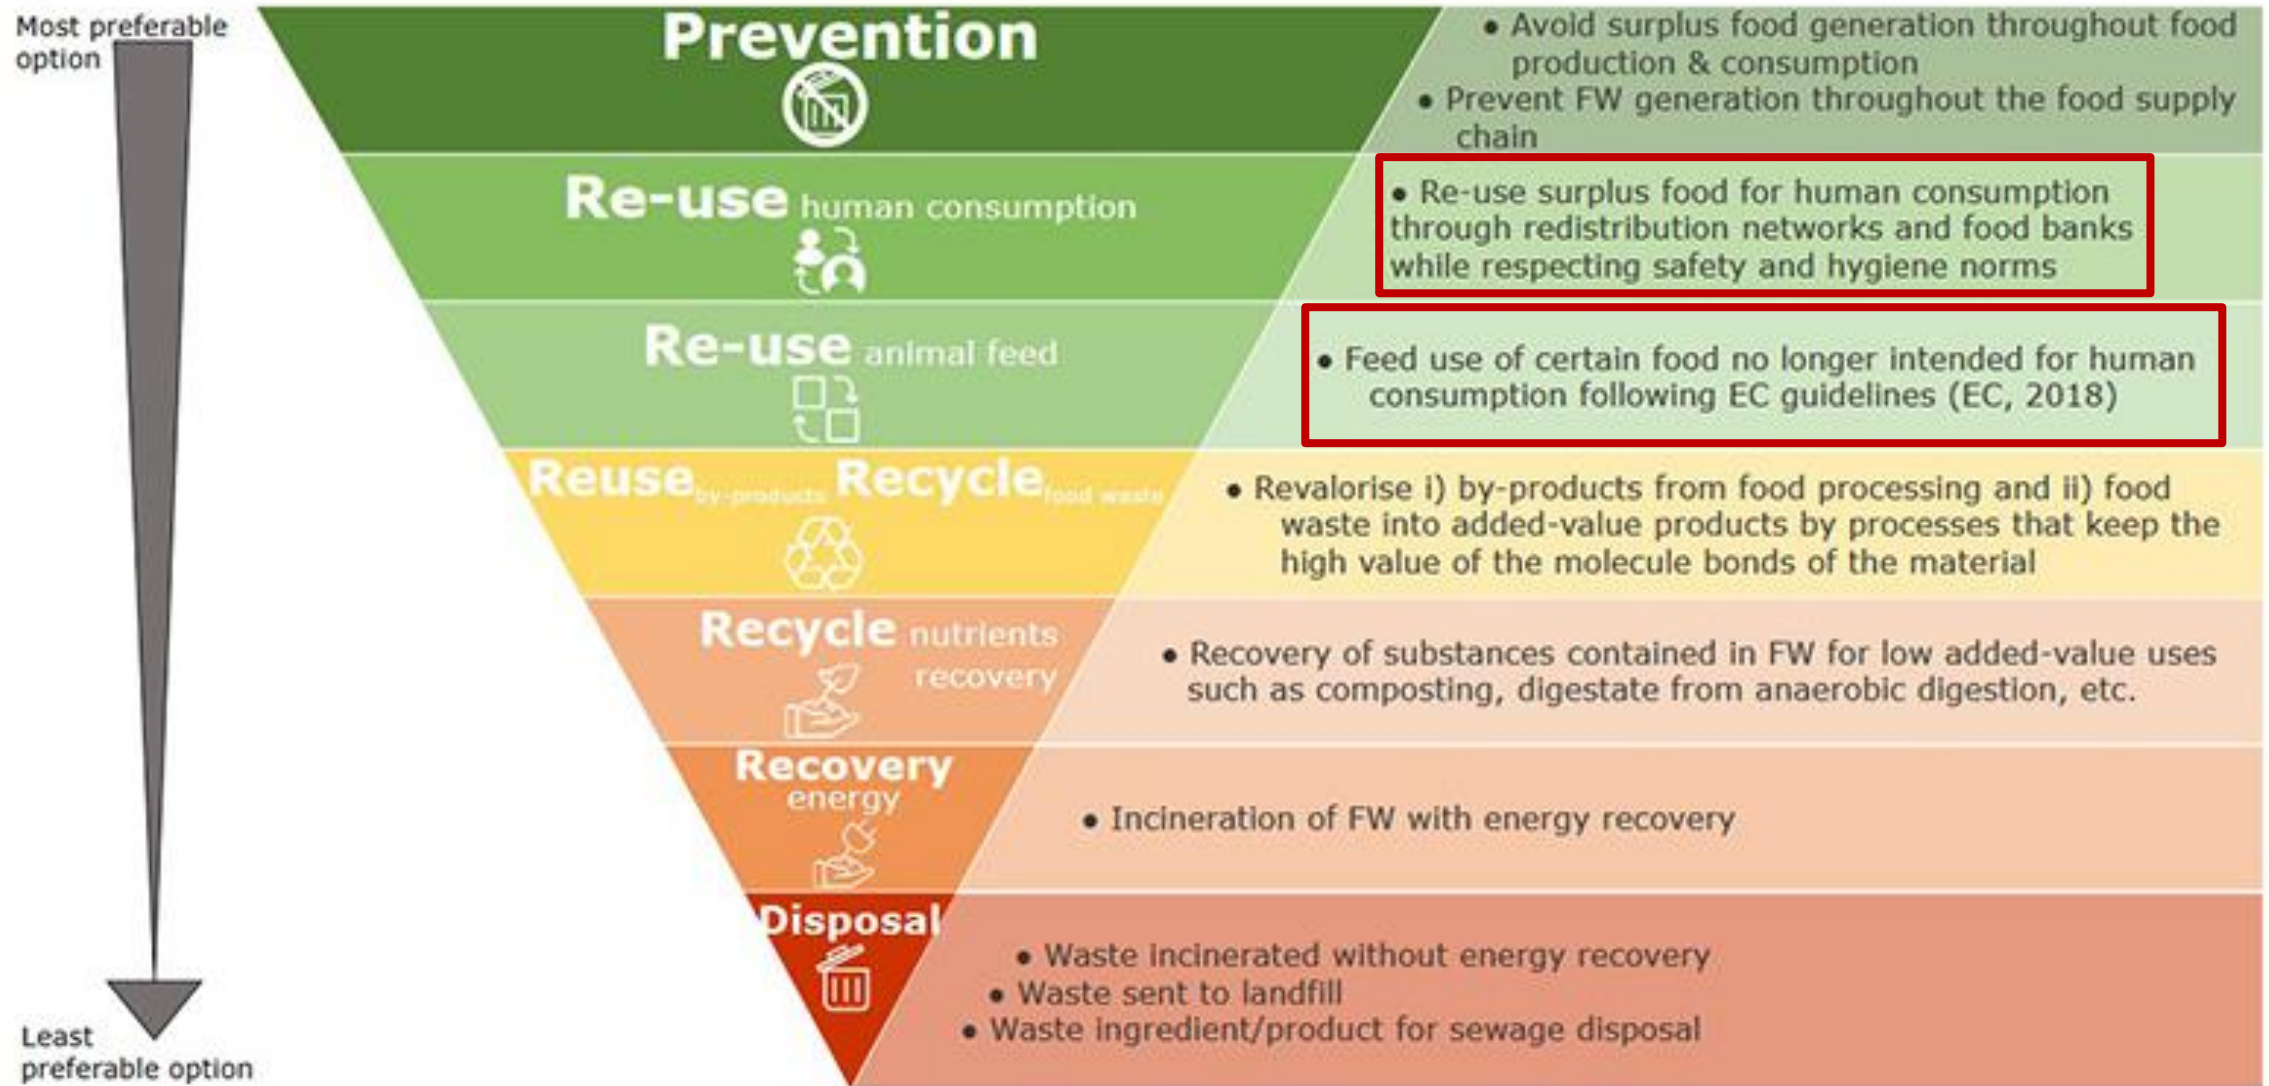 Most preferable
option
Prevention
• Avoid surplus food generation throughout food
production & consumption
• Prevent FW generation throughout the food supply
chain
Re-use human consumption
• Re-use surplus food for human consumption
through redistribution networks and food banks
while respecting safety and hygiene norms
Re-use animal feed
• Feed use of certain food no longer intended for human
consumption following EC guidelines (EC, 2018)
Reuse by-products Recycle food waste
• Revalorise i) by-products from food processing and ii) food
waste into added-value products by processes that keep the
high value of the molecule bonds of the material
Recycle nutrients
recovery
• Recovery of substances contained in FW for low added-value uses
such as composting, digestate from anaerobic digestion, etc.
Recovery
energy
• Incineration of FW with energy recovery
Disposal
• Waste incinerated without energy recovery
• Waste sent to landfill
• Waste ingredient/product for sewage disposal
Least
preferable option